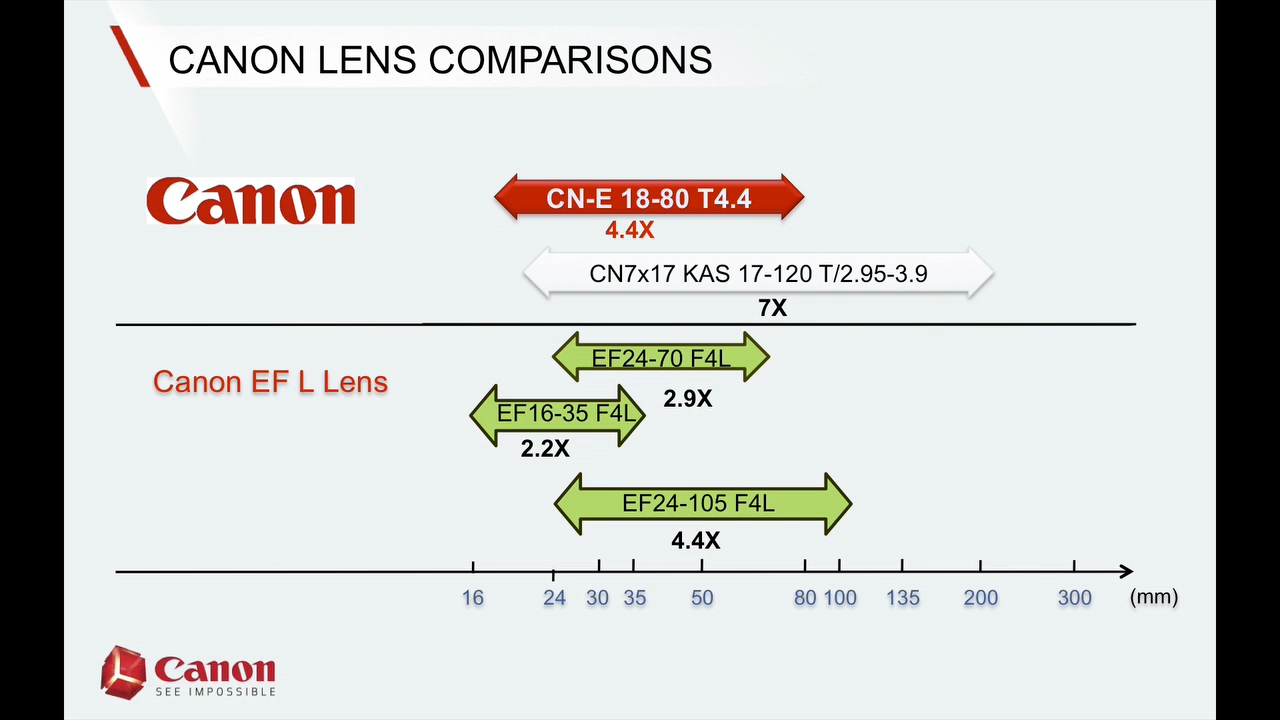 CANON LENS COMPARISONS
Canon
CN-E 18-80 T4.4
4.4X
CN7x17 KAS 17-120 T/2.95-3.9
7X
Canon EF L Lens
EF24-70 F4L
2.9X
EF16-35 F4L
2.2X
EF24-105 F4L
4.4X
16 24 30 35 50 80 100 135 200 300 (mm)
Canon
SEE IMPOSSIBLE